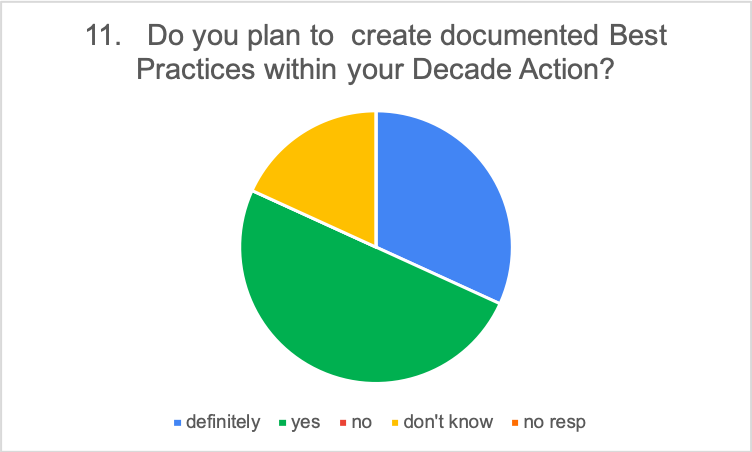 11. Do you plan to create documented Best
Practices within your Decade Action?
definitely yes no don't know no resp